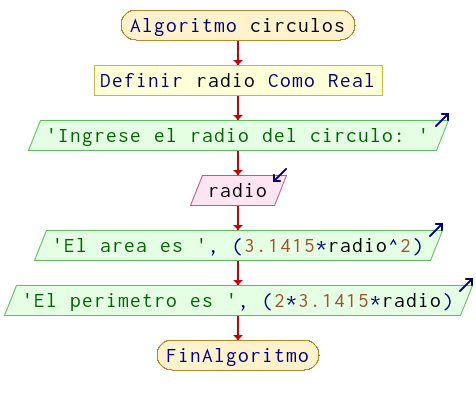 Algoritmo circulos
Definir radio Como Real
'Ingrese el radio del circulo: '
radio
'El area es ', (3.1415*radio^2)
'El perimetro es ', (2*3.1415*radio)
FinAlgoritmo